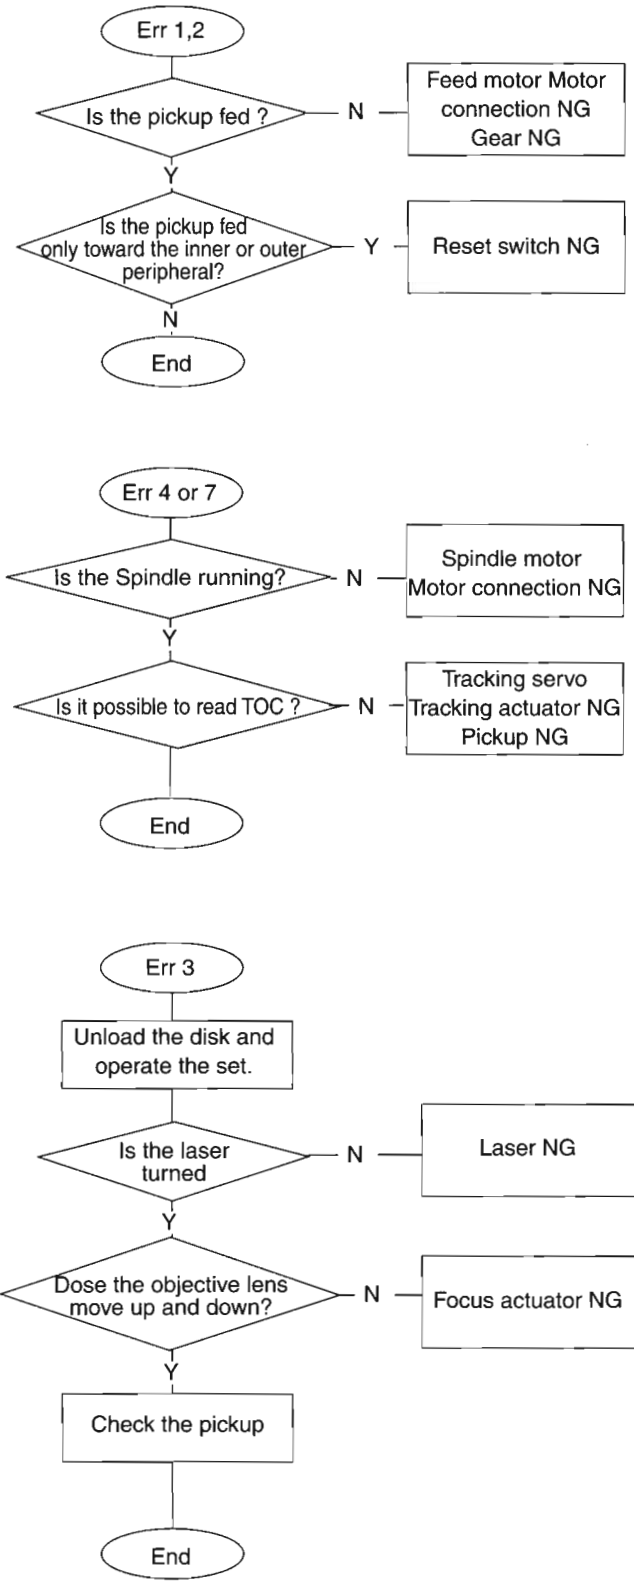 Err 1,2
Is the pickup fed ?
N
Feed motor Motor
connection NG
Gear NG
Y
Is the pickup fed
only toward the inner or outer
peripheral?
Y
Reset switch NG
N
End
Err 4 or 7
Is the Spindle running?
N
Spindle motor
Motor connection NG
Y
Is it possible to read TOC ?
N
Tracking servo
Tracking actuator NG
Pickup NG
End
Err 3
Unload the disk and
operate the set.
Is the laser
turned
N
Laser NG
Y
Dose the objective lens
move up and down?
N
Focus actuator NG
Y
Check the pickup
End